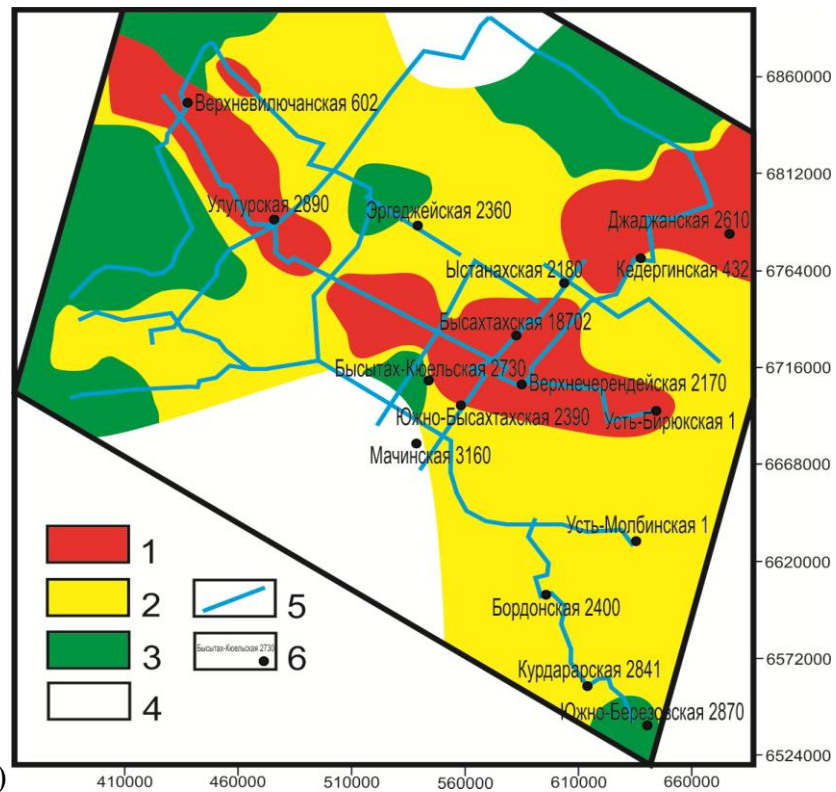 6860000
Верхневилючанская 602
6812000
Улугурская 2890
Эргеджейская 2360
Джаджанская 2610
Ыстанахская 2180
Кедергинская 432
6764000
Бысахтахская 18702
6716000
Бысытах-Кюельская 2730
Верхнечерендейская 2170
Южно-Бысахтахская 2390
Усть-Бирюкская 1
Мачинская 3160
6668000
1
Усть-Молбинская 1
2
5
6620000
Бордонская 2400
3
Бысытах-Кюельская 2730
6
Курдарарская 2841
6572000
4
Южно-Березовская 2870
6524000
)
410000 460000 510000 560000 610000 660000